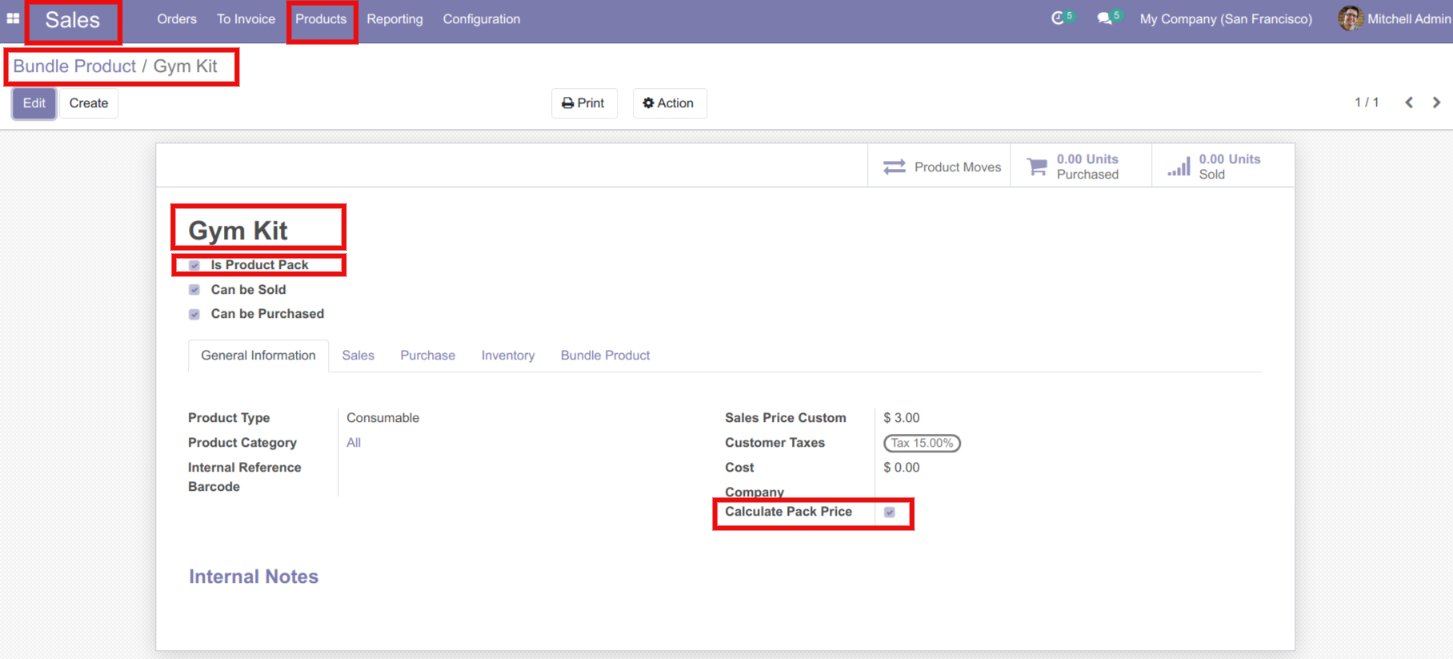 Sales Orders To Invoice Products Reporting Configuration 5 5 My Company (San Francisco) Mitchell Admin
Bundle Product / Gym Kit
Edit Create Print Action 1 / 1
Product Moves 0.00 Units Purchased 0.00 Units Sold
Gym Kit
Is Product Pack
Can be Sold
Can be Purchased
General Information Sales Purchase Inventory Bundle Product
Product Type Consumable Sales Price Custom $ 3.00
Product Category All Customer Taxes Tax 15.00%
Internal Reference Cost $ 0.00
Barcode Company
Calculate Pack Price
Internal Notes